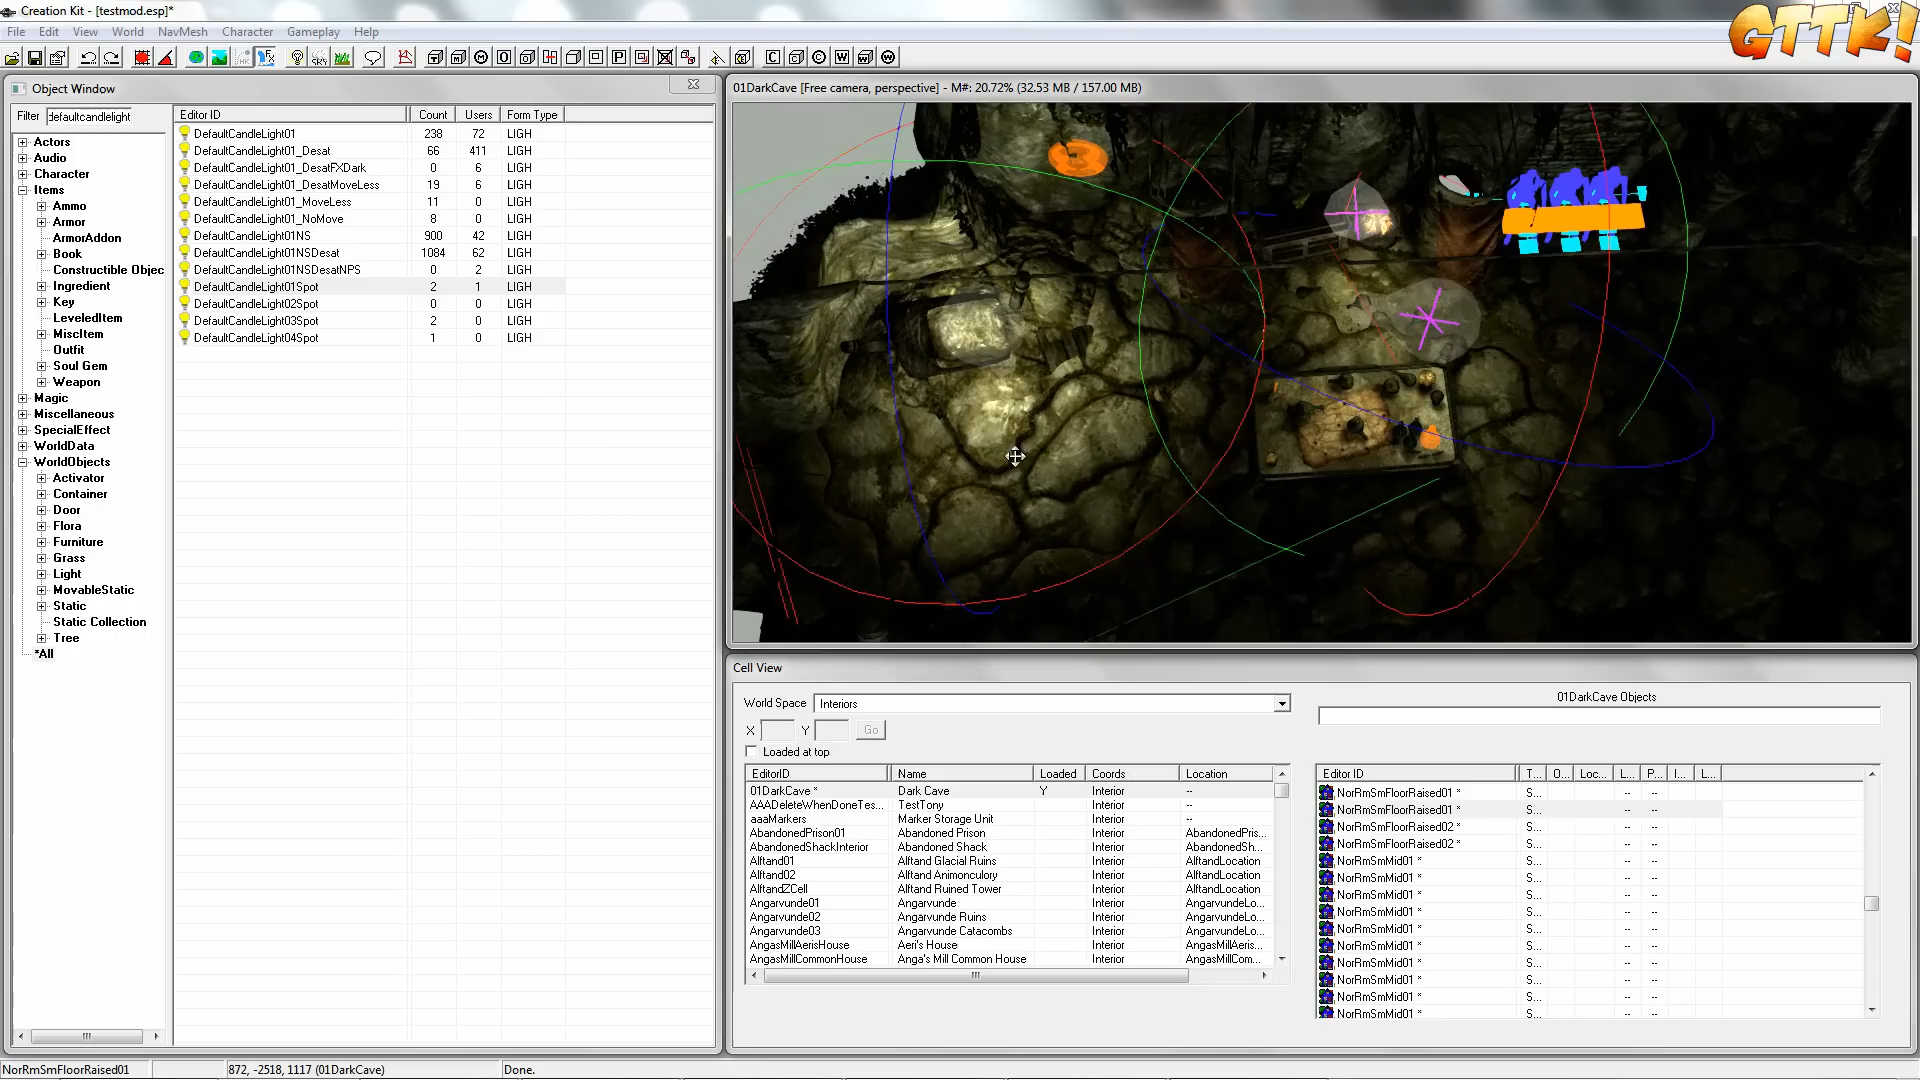 Creation Kit - [testmod.esp]*
GTTK!
File Edit View World NavMesh Character Gameplay Help
Object Window
Filter defaultcandlelight
Actors
Audio
Character
Items
Ammo
Armor
ArmorAddon
Book
Constructible Objec
Ingredient
Key
LeveledItem
MiscItem
Outfit
Soul Gem
Weapon
Magic
Miscellaneous
SpecialEffect
WorldData
WorldObjects
Activator
Container
Door
Flora
Furniture
Grass
Light
MovableStatic
Static
Static Collection
Tree
*All
Editor ID Count Users Form Type
DefaultCandleLight01 238 72 LIGH
DefaultCandleLight01_Desat 66 411 LIGH
DefaultCandleLight01_DesatFXDark 0 6 LIGH
DefaultCandleLight01_DesatMoveLess 19 6 LIGH
DefaultCandleLight01_MoveLess 11 0 LIGH
DefaultCandleLight01_NoMove 8 0 LIGH
DefaultCandleLight01NS 900 42 LIGH
DefaultCandleLight01NSDesat 1084 62 LIGH
DefaultCandleLight01NSDesatNPS 0 2 LIGH
DefaultCandleLight01Spot 2 1 LIGH
DefaultCandleLight02Spot 0 0 LIGH
DefaultCandleLight03Spot 2 0 LIGH
DefaultCandleLight04Spot 1 0 LIGH
01DarkCave [Free camera, perspective] - M#: 20.72% (32.53 MB / 157.00 MB)
Cell View
World Space Interiors
X Y Go
Loaded at top
EditorID Name Loaded Coords Location
01DarkCave * Dark Cave Y Interior --
AAADeleteWhenDoneTes... TestTony Interior --
aaaMarkers Marker Storage Unit Interior --
AbandonedPrison01 Abandoned Prison Interior AbandonedPris...
AbandonedShackInterior Abandoned Shack Interior AbandonedSh...
Alftand01 Alftand Glacial Ruins Interior AlftandLocation
Alftand02 Alftand Animonculory Interior AlftandLocation
AlftandZCell Alftand Ruined Tower Interior AlftandLocation
Angarvunde01 Angarvunde Interior AngarvundeLo...
Angarvunde02 Angarvunde Ruins Interior AngarvundeLo...
Angarvunde03 Angarvunde Catacombs Interior AngarvundeLo...
AngasMillAerisHouse Aeri's House Interior AngasMillAeris...
AngasMillCommonHouse Anga's Mill Common House Interior AngasMillCom...
01DarkCave Objects
Editor ID T... O... Loc... L... P... I... L...
NorRmSmFloorRaised01 * S... -- --
NorRmSmFloorRaised01 * S... -- --
NorRmSmFloorRaised02 * S... -- --
NorRmSmFloorRaised02 * S... -- --
NorRmSmMid01 * S... -- --
NorRmSmMid01 * S... -- --
NorRmSmMid01 * S... -- --
NorRmSmMid01 * S... -- --
NorRmSmMid01 * S... -- --
NorRmSmMid01 * S... -- --
NorRmSmMid01 * S... -- --
NorRmSmMid01 * S... -- --
NorRmSmMid01 * S... -- --
NorRmSmMid01 * S... -- --
NorRmSmFloorRaised01 872, -2518, 1117 (01DarkCave) Done.